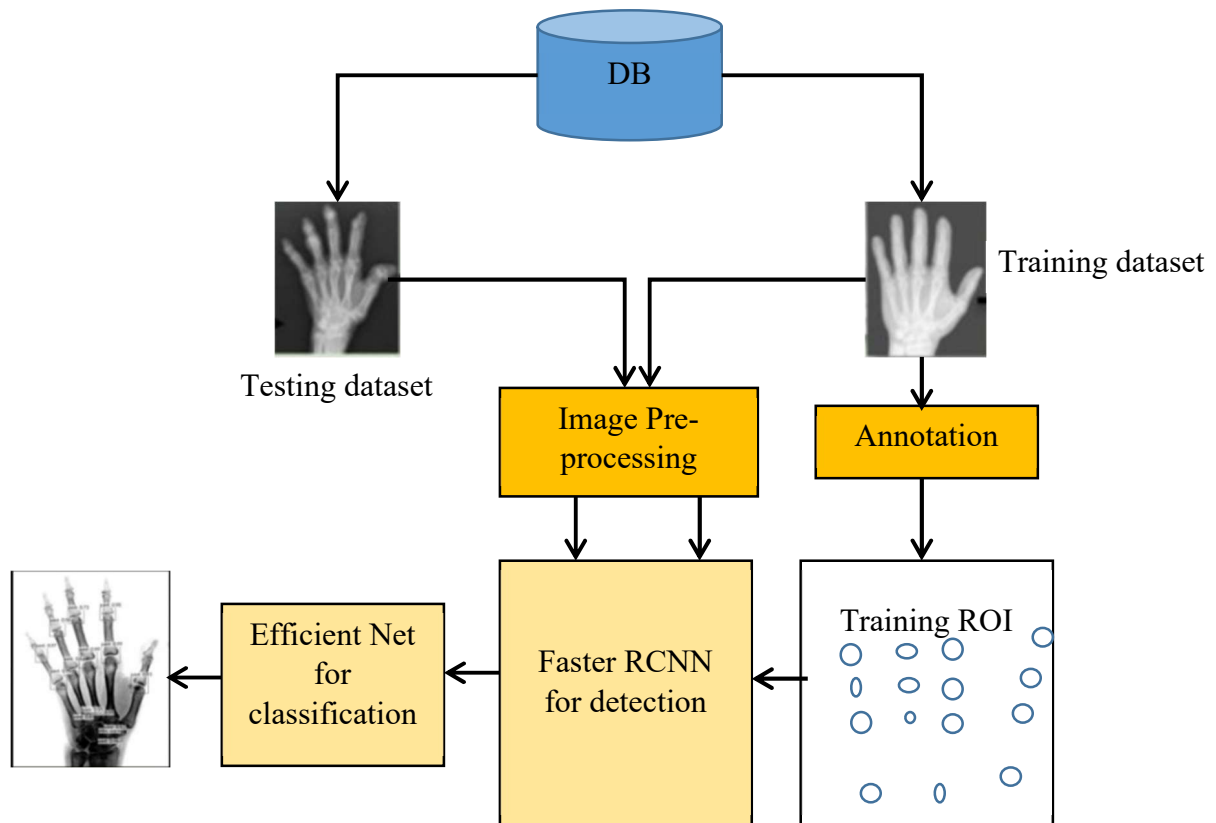 DB
Training dataset
Testing dataset
Image Pre-
processing
Annotation
Training ROI
Efficient Net
for
classification
Faster RCNN
for detection